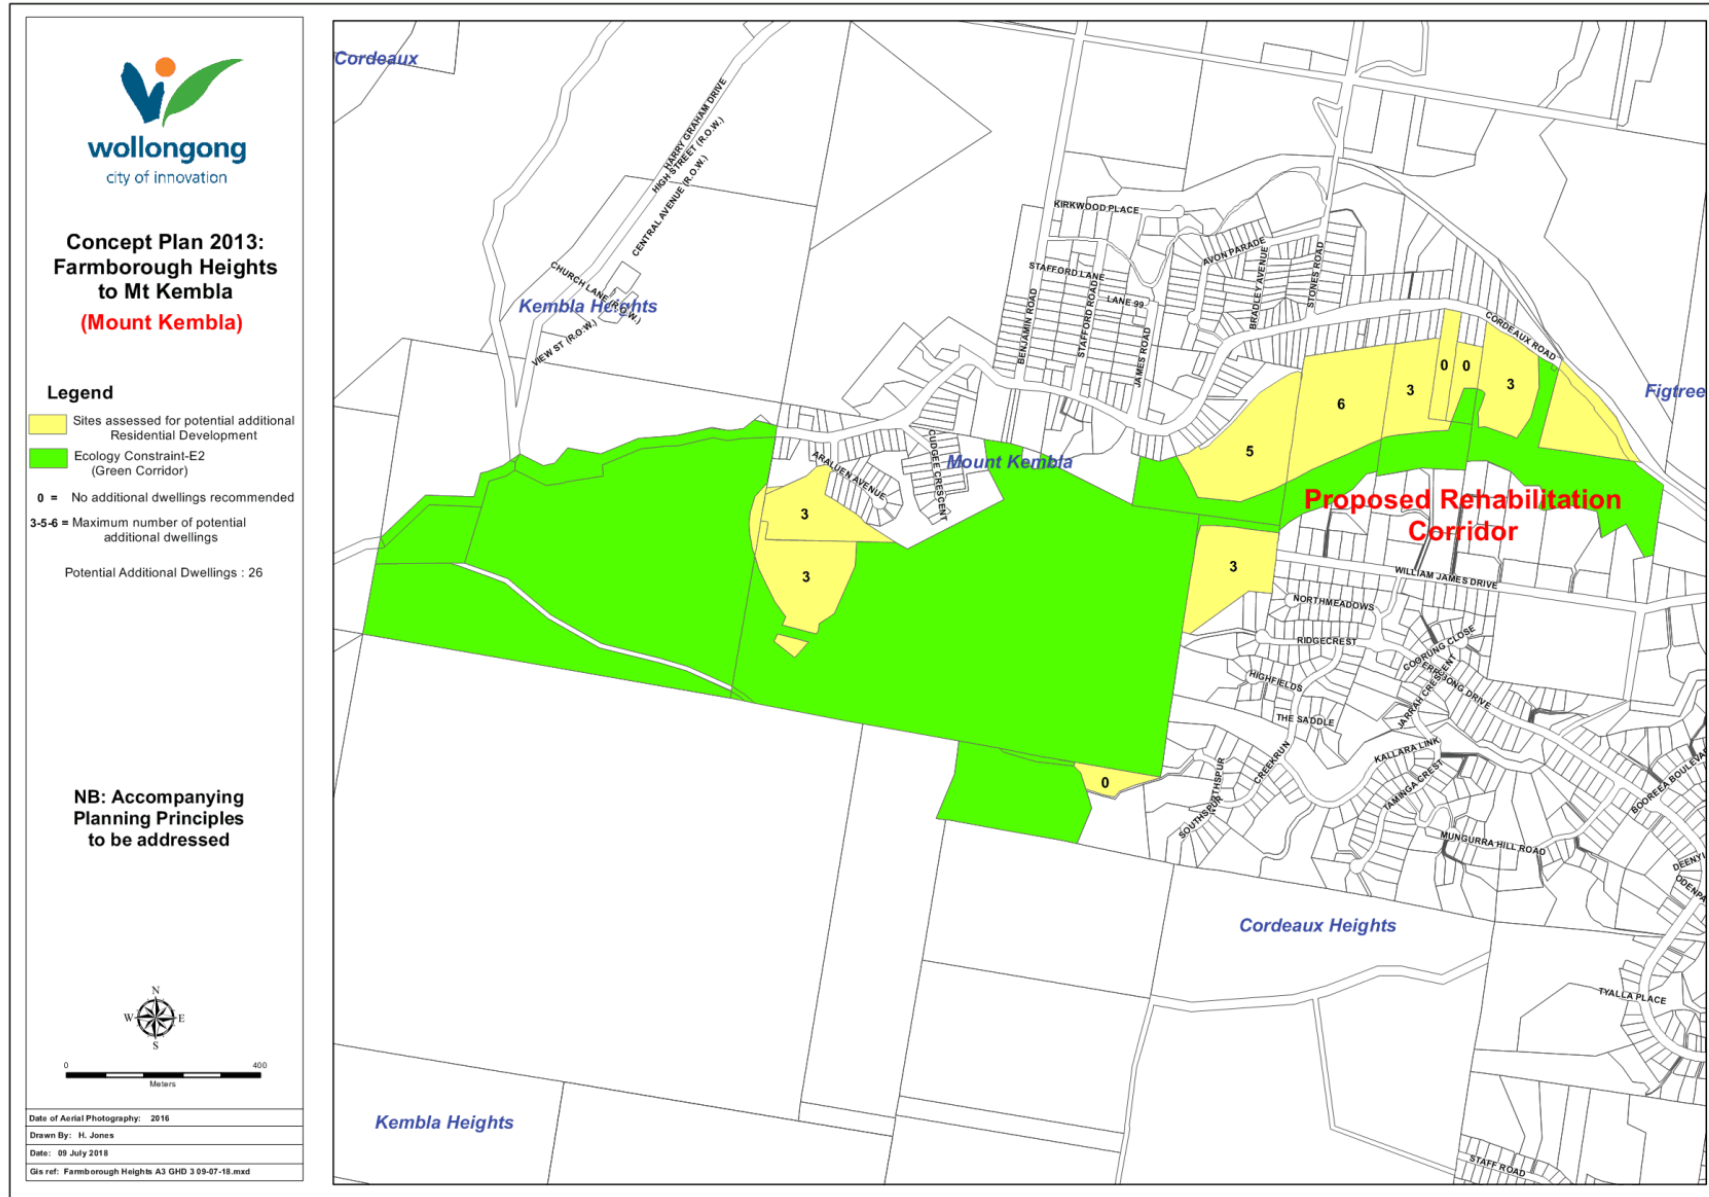 wollongong
city of innovation
Concept Plan 2013:
Farmborough Heights
to Mt Kembla
(Mount Kembla)
Legend
Sites assessed for potential additional
Residential Development
Ecology Constraint-E2
(Green Corridor)
0 = No additional dwellings recommended
3-5-6 = Maximum number of potential
additional dwellings
Potential Additional Dwellings : 26
NB: Accompanying
Planning Principles
to be addressed
N
W E
S
0 400
Meters
Date of Aerial Photography: 2016
Drawn By: H. Jones
Date: 09 July 2018
Gis ref: Farmborough Heights A3 GHD 3 09-07-18.mxd
Cordeaux
HARRY GRAHAM DRIVE
HIGH STREET (R.O.W.)
CENTRAL AVENUE (R.O.W.)
CHURCH LANE (R.O.W.)
Kembla Heights
VIEW ST (R.O.W.)
KIRKWOOD PLACE
AVON PARADE
STAFFORD LANE
STAFFORD ROAD
LANE 99
BENJAMIN ROAD
JAMES ROAD
BRADLEY AVENUE
STONES ROAD
CORDEAUX ROAD
Figtree
0
0
3
3
6
5
Mount Kembla
CUDGEE CRESCENT
ARALUEN AVENUE
3
3
Proposed Rehabilitation
Corridor
3
WILLIAM JAMES DRIVE
NORTHMEADOWS
RIDGECREST
COORUNG CLOSE
HIGHFIELDS
JARRAH CRESCENT
THE SADDLE
KALLARA LINK
CREEKRUN
TAMINGA CREST
SOUTHSPUR
0
BOOREEA BOULEVA
MUNGURRA HILL ROAD
DEENYI
Cordeaux Heights
TYALLA PLACE
Kembla Heights
STAFF ROAD